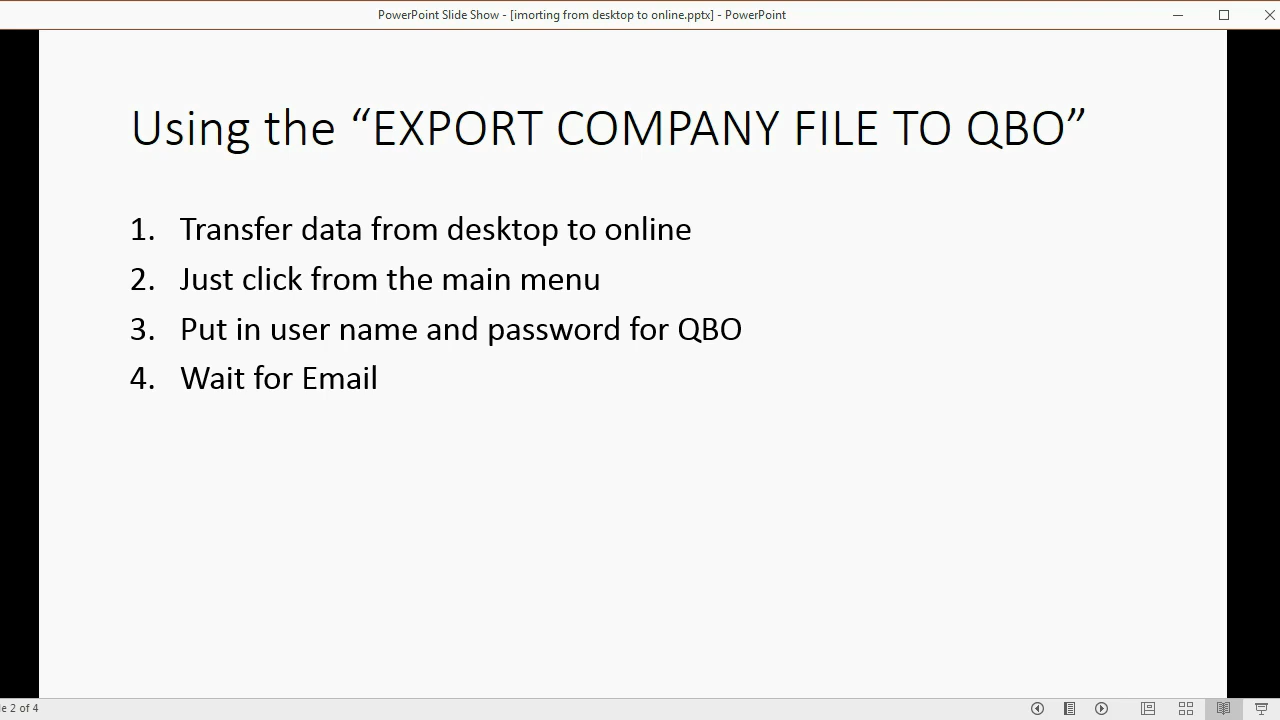 PowerPoint Slide Show - [imorting from desktop to online.pptx] - PowerPoint
Using the “EXPORT COMPANY FILE TO QBO”
1. Transfer data from desktop to online
2. Just click from the main menu
3. Put in user name and password for QBO
4. Wait for Email
e 2 of 4